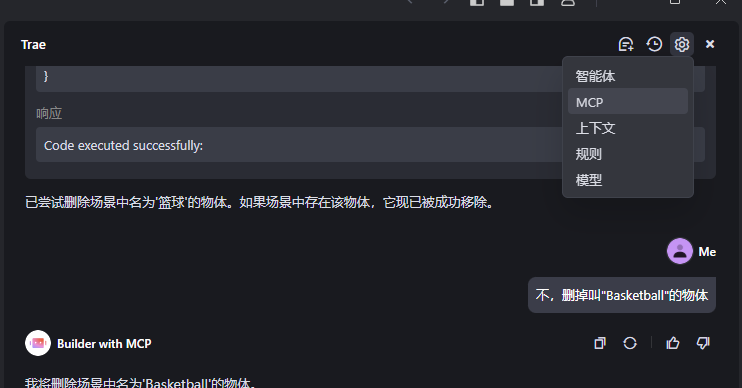 Trae
}
智能体
MCP
上下文
规则
模型
响应
Code executed successfully:
已尝试删除场景中名为'篮球'的物体。如果场景中存在该物体，它现已被成功移除。
Me
不，删掉叫"Basketball"的物体
Builder with MCP
我将删除场景中名为'Basketball'的物体。